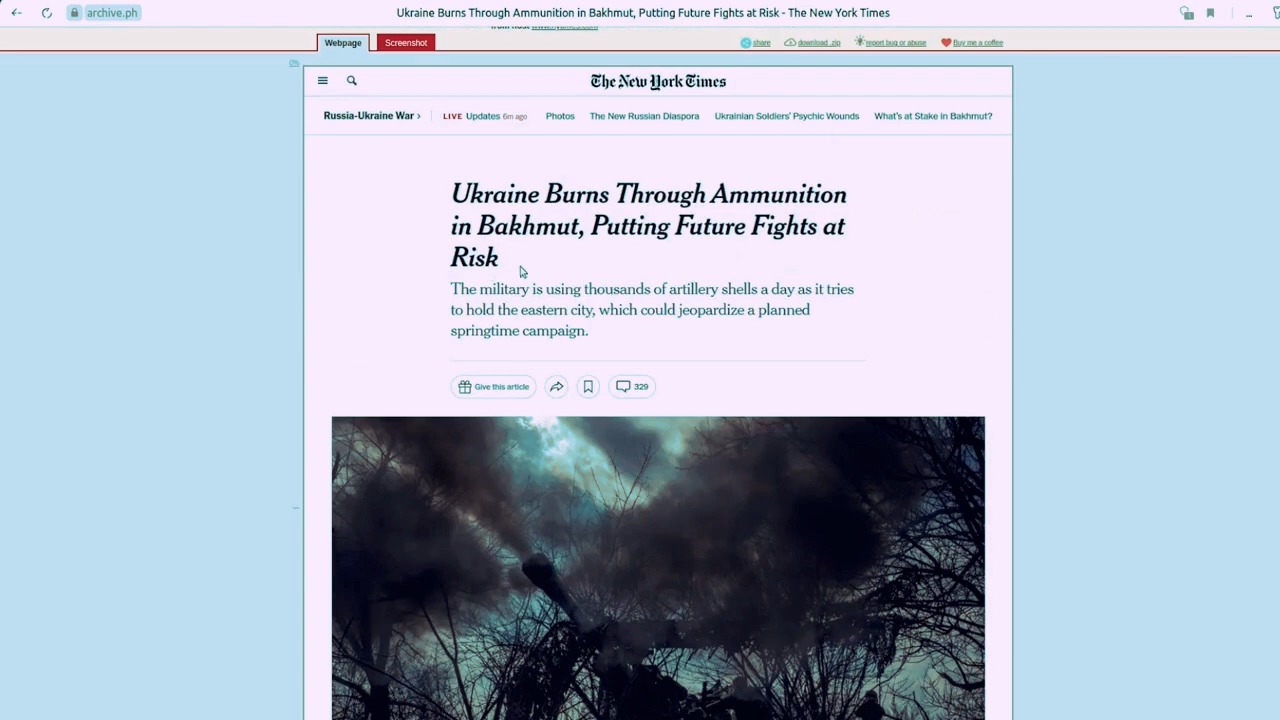 archive.ph
Ukraine Burns Through Ammunition in Bakhmut, Putting Future Fights at Risk - The New York Times
Webpage
Screenshot
share
download .zip
report bug or abuse
Buy me a coffee
0%
The New York Times
Russia-Ukraine War ›
LIVE Updates 6m ago
Photos
The New Russian Diaspora
Ukrainian Soldiers' Psychic Wounds
What's at Stake in Bakhmut?
Ukraine Burns Through Ammunition
in Bakhmut, Putting Future Fights at
Risk
The military is using thousands of artillery shells a day as it tries
to hold the eastern city, which could jeopardize a planned
springtime campaign.
Give this article
329